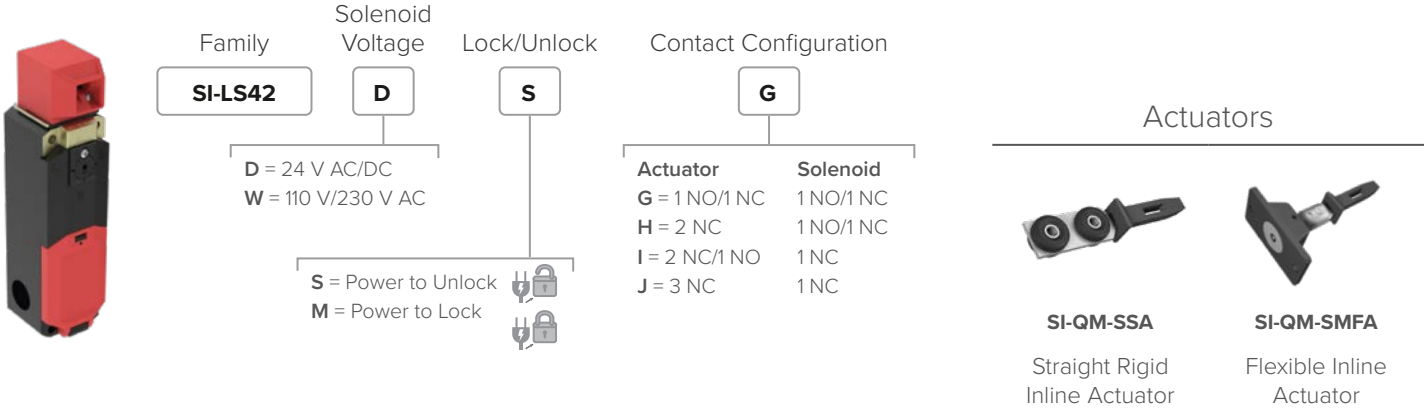 Family
Solenoid
Voltage
Lock/Unlock
Contact Configuration
SI-LS42
D
S
G
D = 24 V AC/DC
W = 110 V/230 V AC
S = Power to Unlock
M = Power to Lock
Actuator Solenoid
G = 1 NO/1 NC 1 NO/1 NC
H = 2 NC 1 NO/1 NC
I = 2 NC/1 NO 1 NC
J = 3 NC 1 NC
Actuators
SI-QM-SSA
Straight Rigid
Inline Actuator
SI-QM-SMFA
Flexible Inline
Actuator